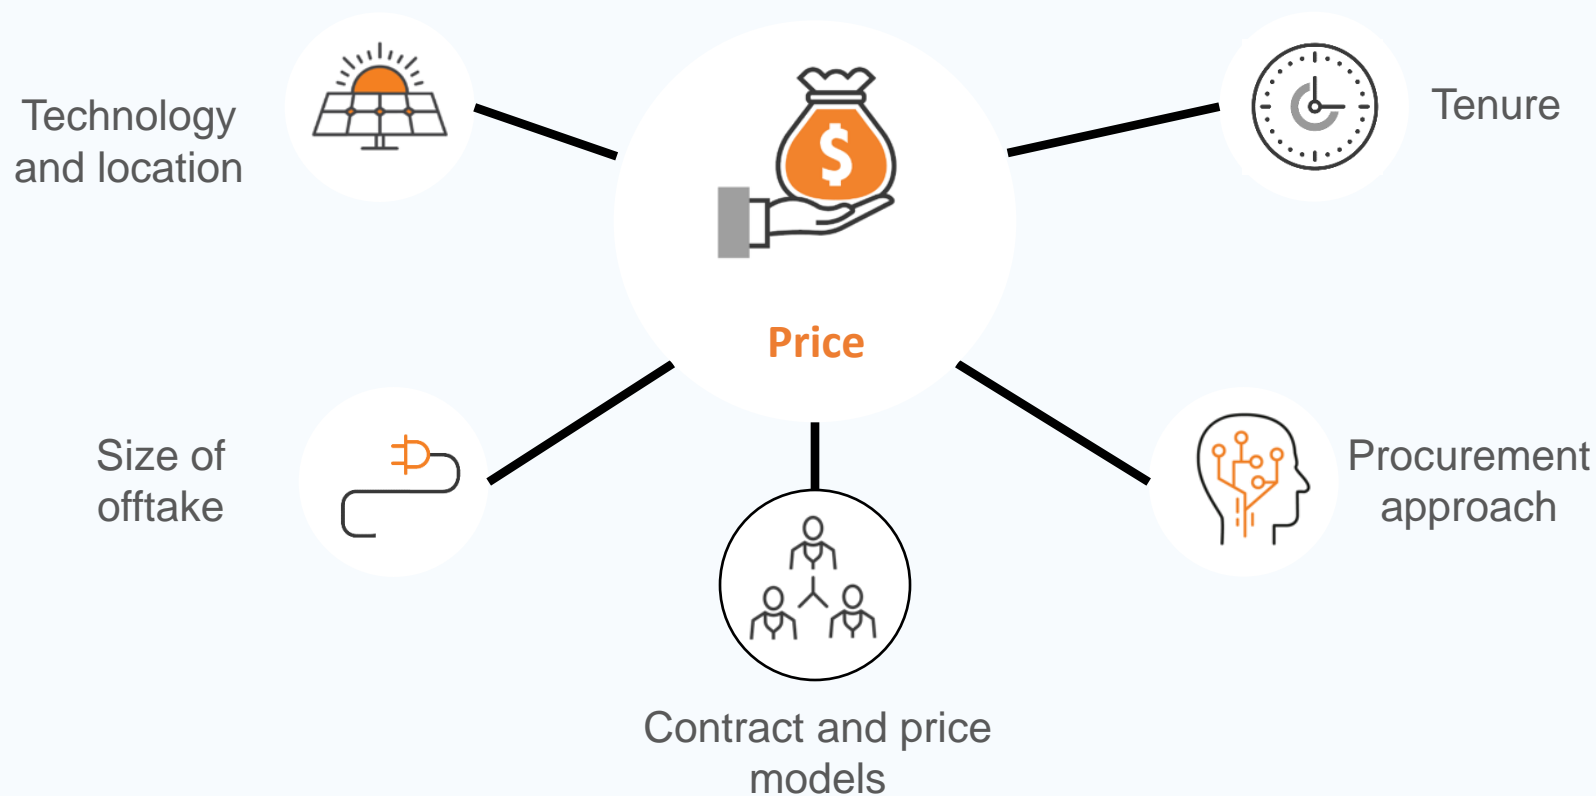 Technology
and location
$
Tenure
Price
Size of
offtake
Procurement
approach
Contract and price
models